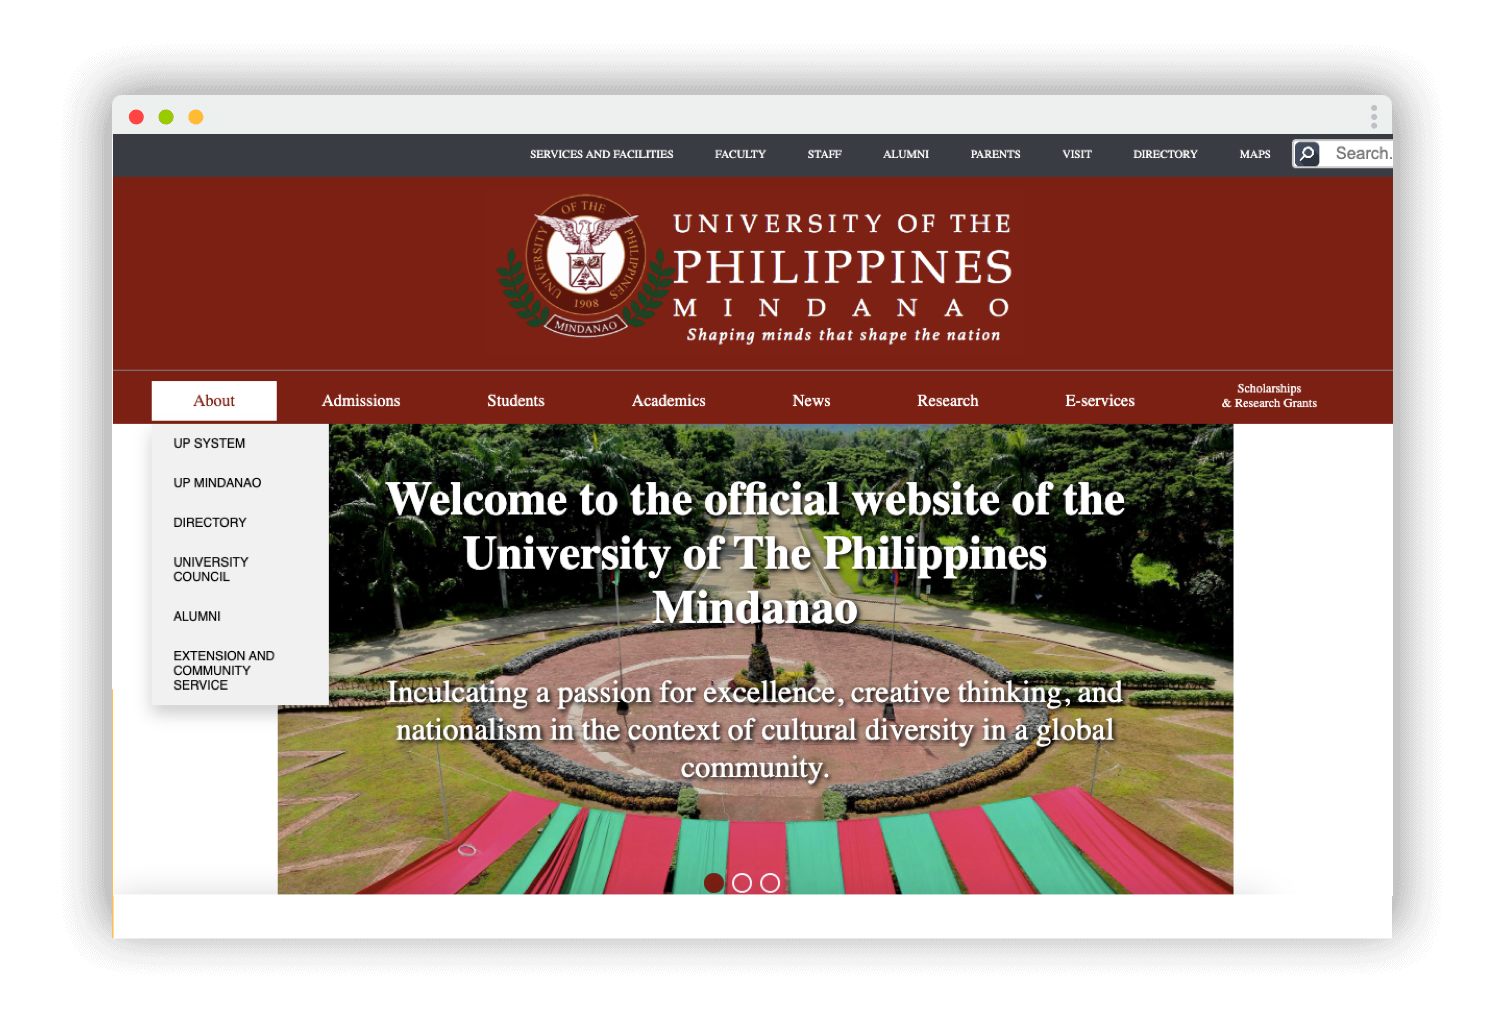 SERVICES AND FACILITIES FACULTY STAFF ALUMNI PARENTS VISIT DIRECTORY MAPS Search.
OF THE
UNIVERSITY
PHILIPPINES
1908
MINDANAO
UNIVERSITY OF THE
PHILIPPINES
MINDANAO
Shaping minds that shape the nation
About Admissions Students Academics News Research E-services Scholarships
& Research Grants
UP SYSTEM
UP MINDANAO
DIRECTORY
UNIVERSITY
COUNCIL
ALUMNI
EXTENSION AND
COMMUNITY
SERVICE
Welcome to the official website of the
University of The Philippines
Mindanao
Inculcating a passion for excellence, creative thinking, and
nationalism in the context of cultural diversity in a global
community.